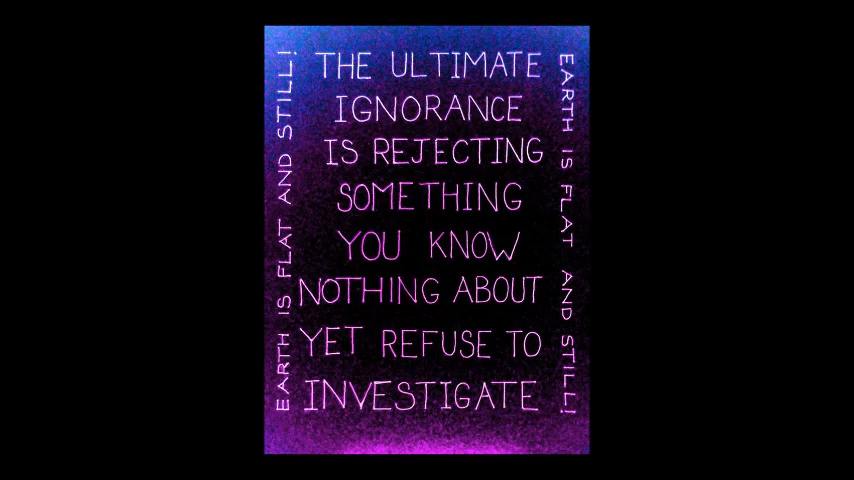 EARTH IS FLAT AND STILL!
THE ULTIMATE
IGNORANCE
IS REJECTING
SOMETHING
YOU KNOW
NOTHING ABOUT
YET REFUSE TO
INVESTIGATE
EARTH IS FLAT AND STILL!